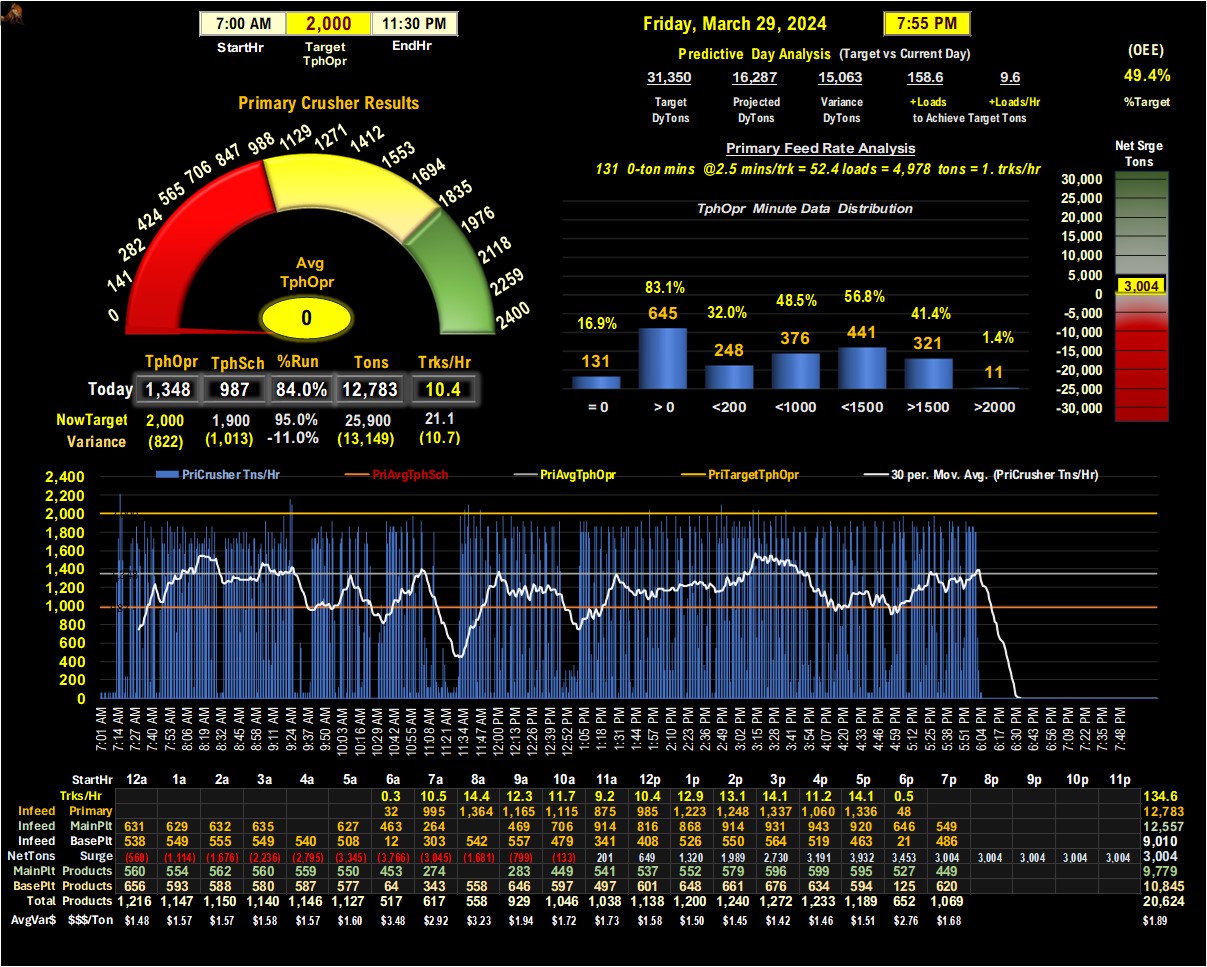 7:00 AM 2,000 11:30 PM
StartHr Target TphOpr EndHr
Friday, March 29, 2024 7:55 PM
Predictive Day Analysis (Target vs Current Day)
31,350 16,287 15,063 158.6 9.6
Target DyTons Projected DyTons Variance DyTons +Loads +Loads/Hr
to Achieve Target Tons
(OEE)
49.4%
%Target
Primary Crusher Results
0 141 282 424 565 706 847 988 1129 1271 1412 1553 1694 1835 1976 2118 2259 2400
Avg
TphOpr
0
TphOpr TphSch %Run Tons Trks/Hr
Today 1,348 987 84.0% 12,783 10.4
NowTarget 2,000 1,900 95.0% 25,900 21.1
Variance (822) (1,013) -11.0% (13,149) (10.7)
Primary Feed Rate Analysis
131 0-ton mins @2.5 mins/trk = 52.4 loads = 4,978 tons = 1. trks/hr
TphOpr Minute Data Distribution
16.9% 83.1% 32.0% 48.5% 56.8% 41.4% 1.4%
131 645 248 376 441 321 11
= 0 > 0 <200 <1000 <1500 >1500 >2000
Net Srge
Tons
30,000
25,000
20,000
15,000
10,000
5,000
3,004
0
-5,000
-10,000
-15,000
-20,000
-25,000
-30,000
PriCrusher Tns/Hr PriAvgTphSch PriAvgTphOpr PriTargetTphOpr 30 per. Mov. Avg. (PriCrusher Tns/Hr)
2,400
2,200
2,000
1,800
1,600
1,400
1,200
1,000
800
600
400
200
0
7:01 AM 7:14 AM 7:27 AM 7:40 AM 7:53 AM 8:06 AM 8:19 AM 8:32 AM 8:45 AM 8:58 AM 9:11 AM 9:24 AM 9:37 AM 9:50 AM 10:03 AM 10:16 AM 10:29 AM 10:42 AM 10:55 AM 11:08 AM 11:21 AM 11:34 AM 11:47 AM 12:00 PM 12:13 PM 12:26 PM 12:39 PM 12:52 PM 1:05 PM 1:18 PM 1:31 PM 1:44 PM 1:57 PM 2:10 PM 2:23 PM 2:36 PM 2:49 PM 3:02 PM 3:15 PM 3:28 PM 3:41 PM 3:54 PM 4:07 PM 4:20 PM 4:33 PM 4:46 PM 4:59 PM 5:12 PM 5:25 PM 5:38 PM 5:51 PM 6:04 PM 6:17 PM 6:30 PM 6:43 PM 6:56 PM 7:09 PM 7:22 PM 7:35 PM 7:48 PM
StartHr 12a 1a 2a 3a 4a 5a 6a 7a 8a 9a 10a 11a 12p 1p 2p 3p 4p 5p 6p 7p 8p 9p 10p 11p
Trks/Hr 0.3 10.5 14.4 12.3 11.7 9.2 10.4 12.9 13.1 14.1 11.2 14.1 0.5 134.6
Infeed Primary 32 995 1,364 1,165 1,115 875 985 1,223 1,248 1,337 1,060 1,336 48 12,783
Infeed MainPlt 631 629 632 635 627 463 264 469 706 914 816 868 914 931 943 920 646 549 12,557
Infeed BasePlt 538 549 555 549 540 508 12 303 542 557 479 341 408 526 550 564 519 463 21 486 9,010
NetTons Surge (560) (1,114) (1,676) (2,236) (2,795) (3,345) (3,766) (3,045) (1,681) (799) (133) 201 649 1,320 1,989 2,730 3,191 3,932 3,453 3,004 3,004 3,004 3,004 3,004 3,004
MainPlt Products 560 554 562 560 559 550 453 274 283 449 541 537 552 579 596 599 595 527 449 9,779
BasePlt Products 656 593 588 580 587 577 64 343 558 646 597 497 601 648 661 676 634 594 125 620 10,845
Total Products 1,216 1,147 1,150 1,140 1,146 1,127 517 617 558 929 1,046 1,038 1,138 1,200 1,240 1,272 1,233 1,189 652 1,069 20,624
AvgVar$ $$$/Ton $1.48 $1.57 $1.57 $1.58 $1.57 $1.60 $3.48 $2.92 $3.23 $1.94 $1.72 $1.73 $1.58 $1.50 $1.45 $1.42 $1.46 $1.51 $2.76 $1.68 $1.89